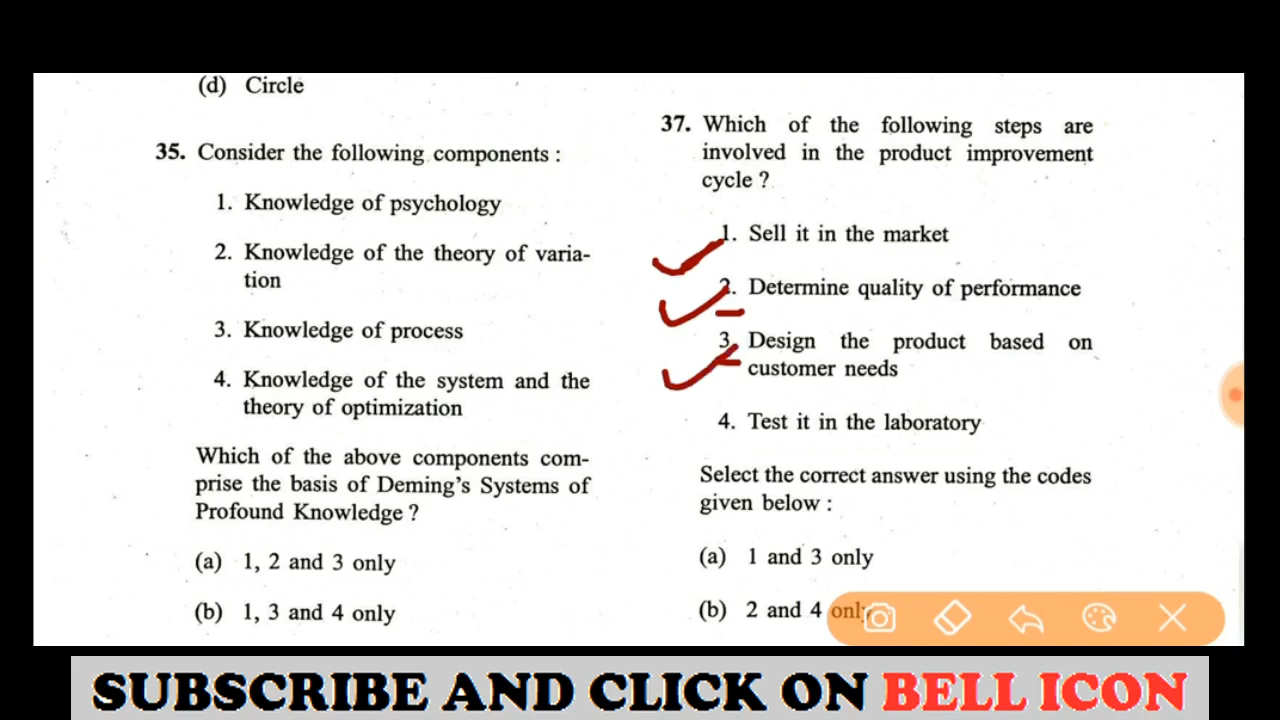 (d) Circle
35. Consider the following components :
1. Knowledge of psychology
2. Knowledge of the theory of varia-
tion
3. Knowledge of process
4. Knowledge of the system and the
theory of optimization
Which of the above components com-
prise the basis of Deming's Systems of
Profound Knowledge ?
(a) 1, 2 and 3 only
(b) 1, 3 and 4 only
37. Which of the following steps are
involved in the product improvement
cycle ?
1. Sell it in the market
2. Determine quality of performance
3. Design the product based on
customer needs
4. Test it in the laboratory
Select the correct answer using the codes
given below :
(a) 1 and 3 only
(b) 2 and 4 only
SUBSCRIBE AND CLICK ON BELL ICON